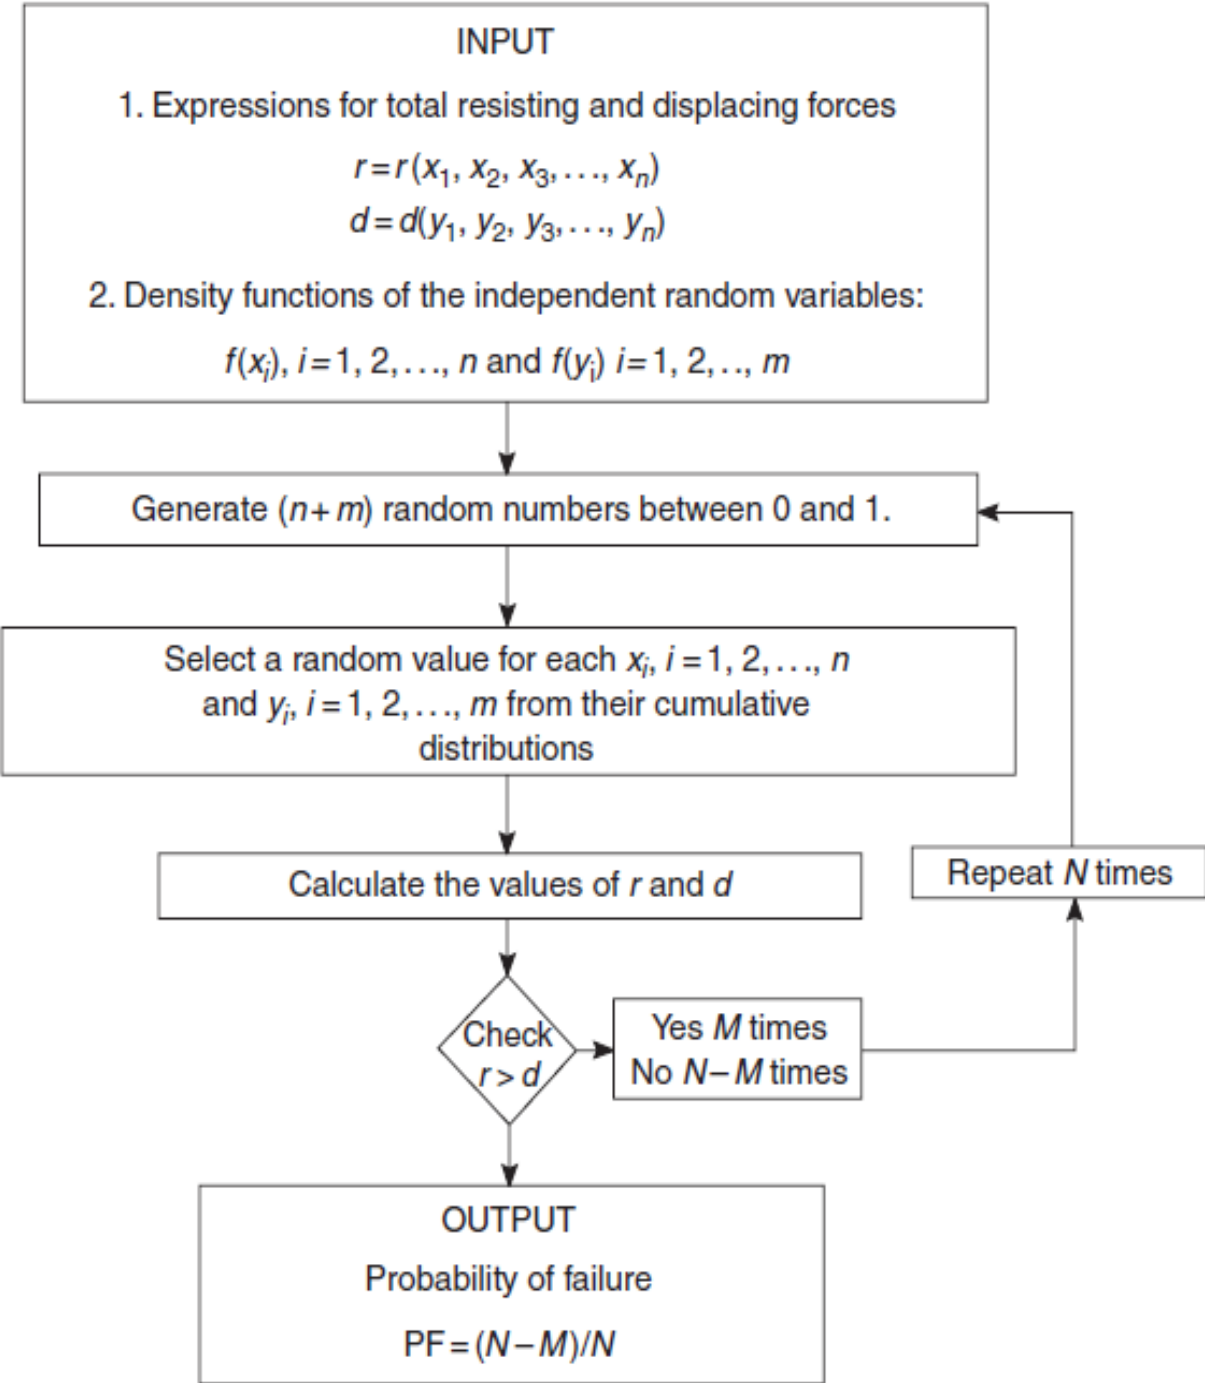 INPUT
1. Expressions for total resisting and displacing forces
r=r(x₁, x₂, x₃,..., xₙ)
d=d(y₁, y₂, y₃,..., yₙ)
2. Density functions of the independent random variables:
f(xᵢ), i=1, 2,..., n and f(yᵢ) i=1, 2,.., m
Generate (n+m) random numbers between 0 and 1.
Select a random value for each xᵢ, i=1, 2,..., n
and yᵢ, i=1, 2,..., m from their cumulative
distributions
Calculate the values of r and d
Repeat N times
Check
r>d
Yes M times
No N–M times
OUTPUT
Probability of failure
PF=(N–M)/N